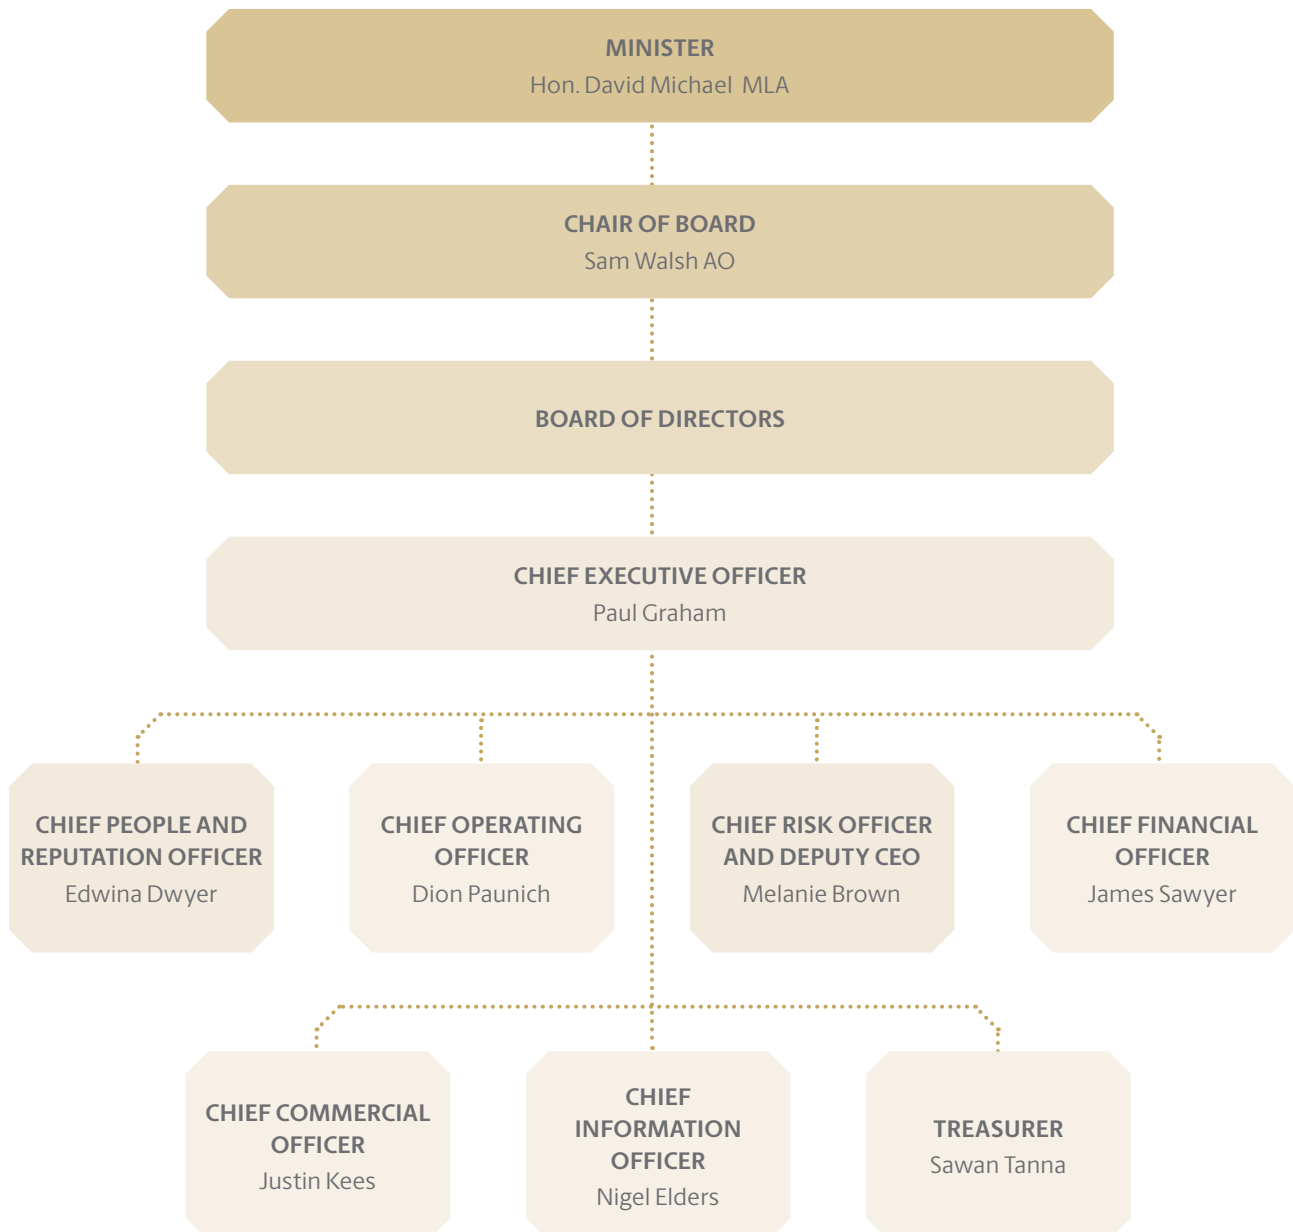 MINISTER
Hon. David Michael MLA
CHAIR OF BOARD
Sam Walsh AO
BOARD OF DIRECTORS
CHIEF EXECUTIVE OFFICER
Paul Graham
CHIEF PEOPLE AND
REPUTATION OFFICER
Edwina Dwyer
CHIEF OPERATING
OFFICER
Dion Paunich
CHIEF RISK OFFICER
AND DEPUTY CEO
Melanie Brown
CHIEF FINANCIAL
OFFICER
James Sawyer
CHIEF COMMERCIAL
OFFICER
Justin Kees
CHIEF
INFORMATION
OFFICER
Nigel Elders
TREASURER
Sawan Tanna